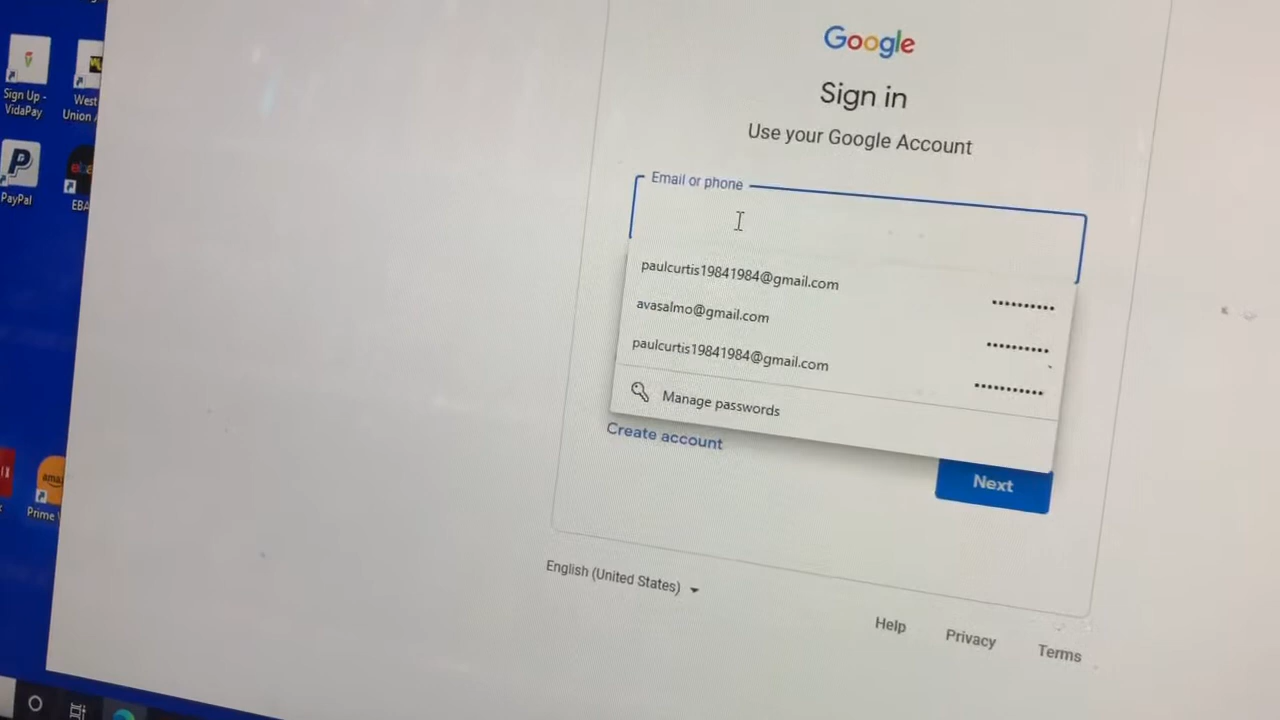 Google
Sign in
Use your Google Account
Email or phone
paulcurtis19841984@gmail.com
avasalmo@gmail.com
paulcurtis19841984@gmail.com
Manage passwords
Create account
Next
English (United States)
Help
Privacy
Terms
Sign Up -
VidaPay
West
Union
PayPal
EBA
Prime